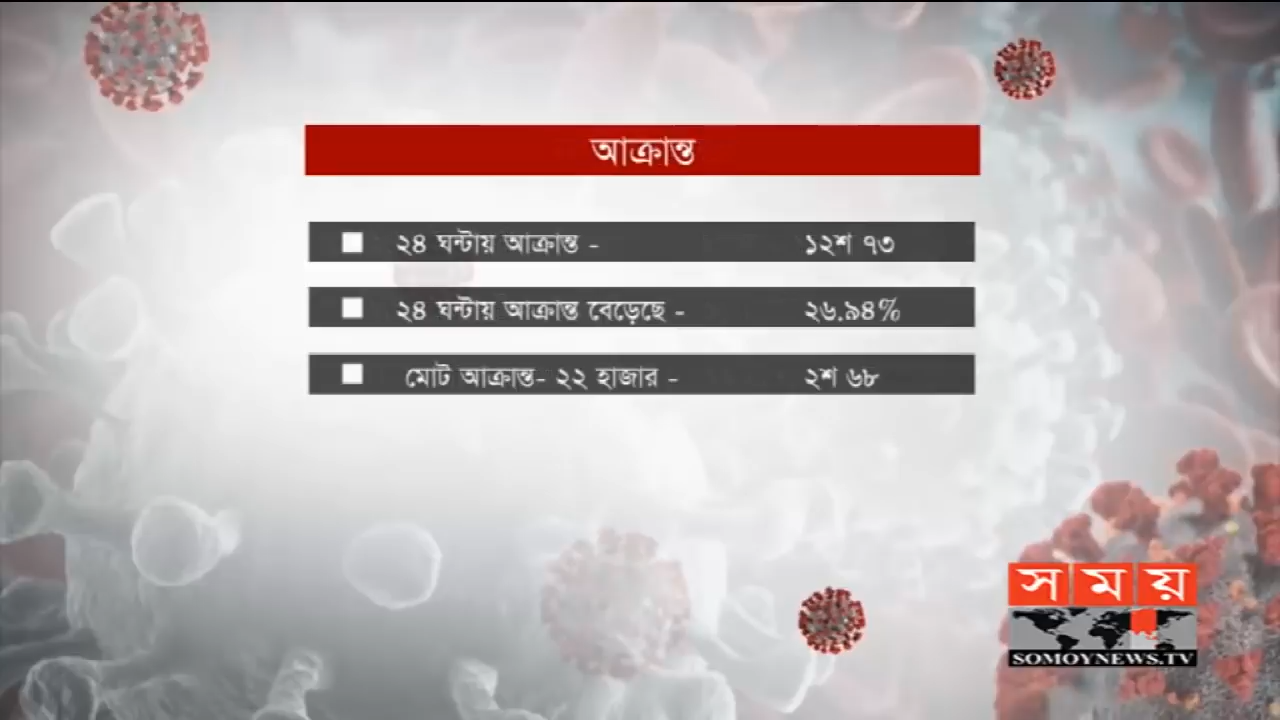 আক্রান্ত
২৪ ঘন্টায় আক্রান্ত - ১২শ ৭৩
২৪ ঘন্টায় আক্রান্ত বেড়েছে - ২৬.৯৪%
মোট আক্রান্ত- ২২ হাজার - ২শ ৬৮
সময়
SOMOYNEWS.TV